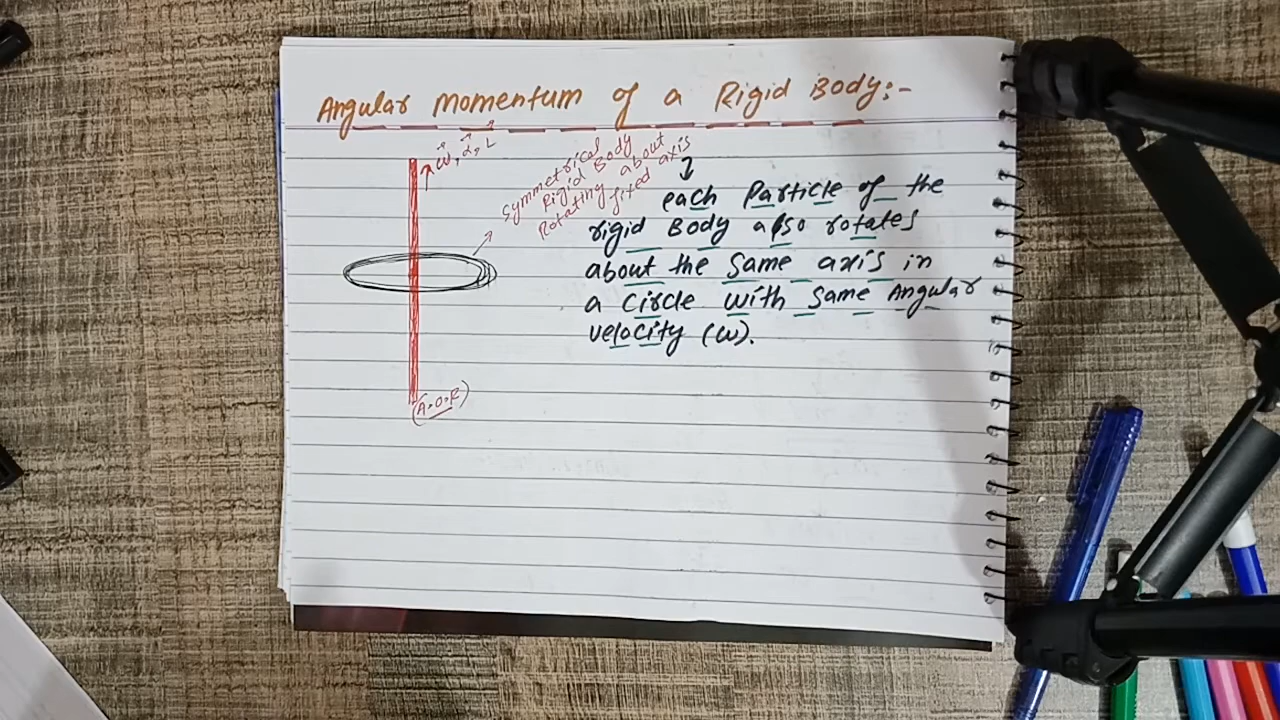 Angular Momentum of a Rigid Body:-
ω⃗, α⃗, L⃗
Symmetrical
Rigid Body
Rotating about
fixed axis
↓
each Particle of the
rigid Body also rotates
about the same axis in
a circle with same Angular
velocity (ω).
(A.O.R)